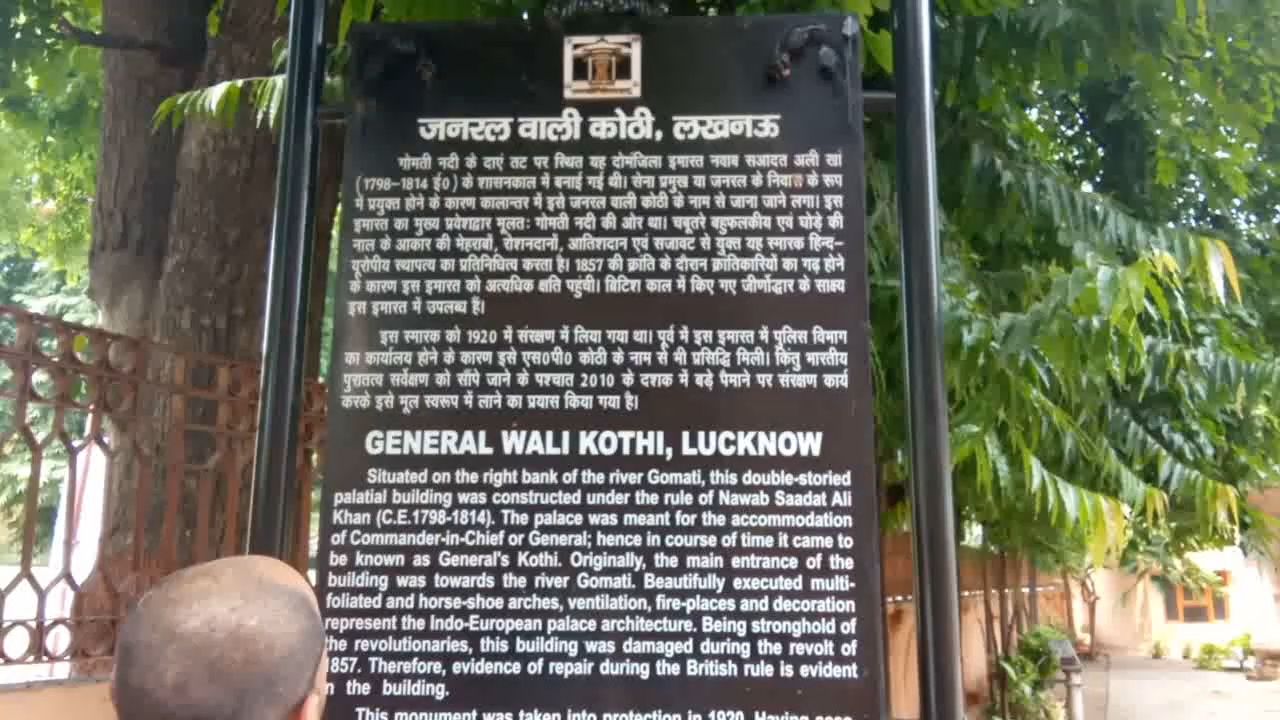 जनरल वाली कोठी, लखनऊ
गोमती नदी के दाएं तट पर स्थित यह दोमंजिला इमारत नवाब सआदत अली खां
(1798–1814 ई0) के शासनकाल में बनाई गई थी। सेना प्रमुख या जनरल के निवास के रूप
में प्रयुक्त होने के कारण कालान्तर में इसे जनरल वाली कोठी के नाम से जाना जाने लगा। इस
इमारत का मुख्य प्रवेशद्वार मूलतः गोमती नदी की ओर था। चबूतरे बहुफलकीय एवं घोड़े की
नाल के आकार की मेहराबों, रोशनदानों, आतिशदान एवं सजावट से युक्त यह स्मारक हिन्द–
यूरोपीय स्थापत्य का प्रतिनिधित्व करता है। 1857 की क्रांति के दौरान क्रांतिकारियों का गढ़ होने
के कारण इस इमारत को अत्यधिक क्षति पहुंची। ब्रिटिश काल में किए गए जीर्णोद्धार के साक्ष्य
इस इमारत में उपलब्ध हैं।
इस स्मारक को 1920 में संरक्षण में लिया गया था। पूर्व में इस इमारत में पुलिस विभाग
का कार्यालय होने के कारण इसे एस0पी0 कोठी के नाम से भी प्रसिद्धि मिली। किंतु भारतीय
पुरातत्व सर्वेक्षण को सौंपे जाने के पश्चात 2010 के दशक में बड़े पैमाने पर संरक्षण कार्य
करके इसे मूल स्वरूप में लाने का प्रयास किया गया है।
GENERAL WALI KOTHI, LUCKNOW
Situated on the right bank of the river Gomati, this double-storied
palatial building was constructed under the rule of Nawab Saadat Ali
Khan (C.E.1798-1814). The palace was meant for the accommodation
of Commander-in-Chief or General; hence in course of time it came to
be known as General's Kothi. Originally, the main entrance of the
building was towards the river Gomati. Beautifully executed multi-
foliated and horse-shoe arches, ventilation, fire-places and decoration
represent the Indo-European palace architecture. Being stronghold of
the revolutionaries, this building was damaged during the revolt of
1857. Therefore, evidence of repair during the British rule is evident
n the building.
This monument was taken into protection in 1920. Having